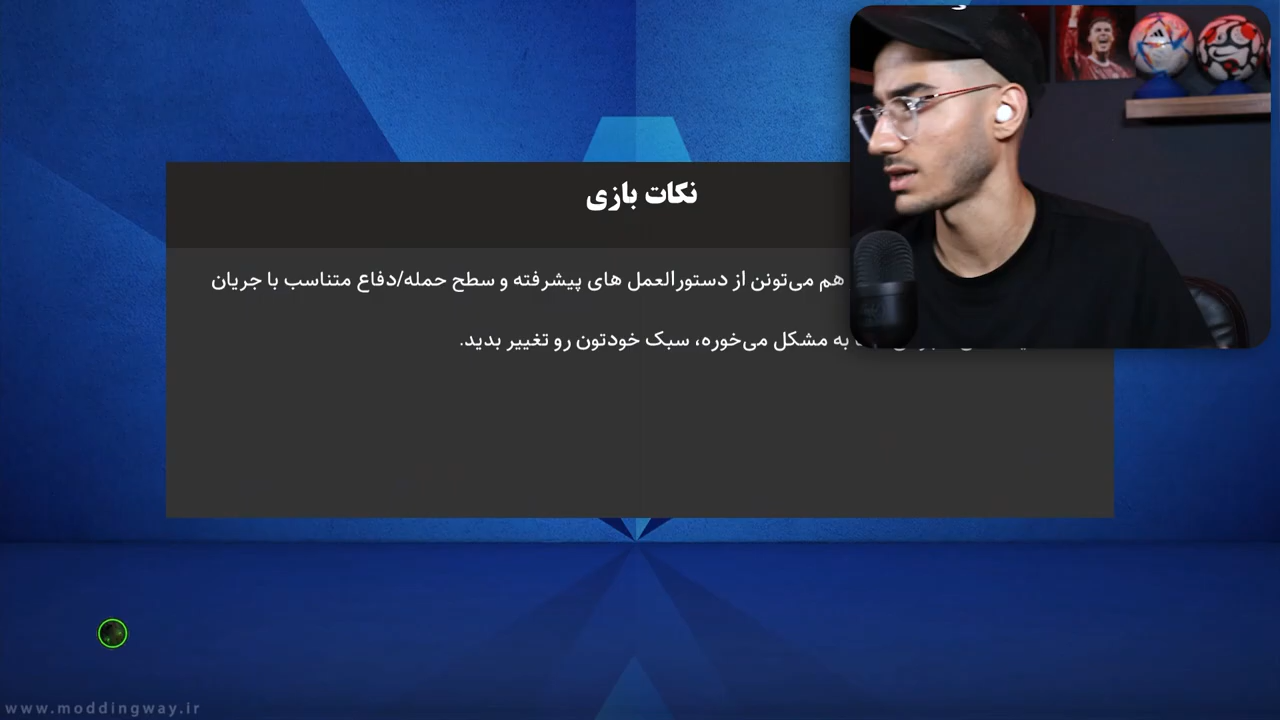 نکات بازی
هم می‌تونن از دستورالعمل های پیشرفته و سطح حمله/دفاع متناسب با جریان
به مشکل می‌خوره، سبک خودتون رو تغییر بدید.
www.moddingway.ir